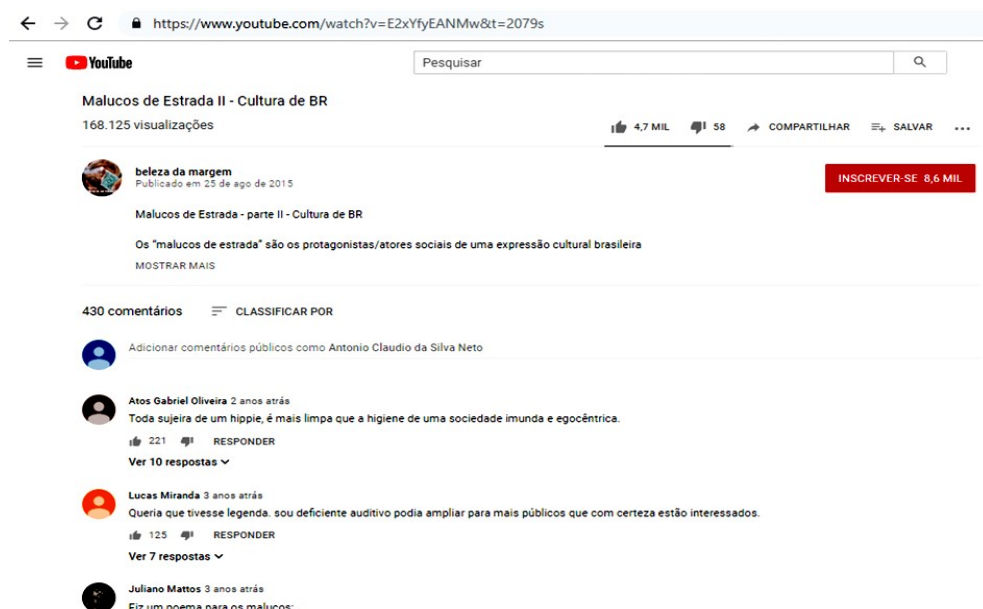 https://www.youtube.com/watch?v=E2xYfyEANMw&t=2079s
YouTube
Pesquisar
Malucos de Estrada II - Cultura de BR
168.125 visualizações
4,7 MIL 58 COMPARTILHAR SALVAR
beleza da margem
Publicado em 25 de ago de 2015
INSCREVER-SE 8,6 MIL
Malucos de Estrada - parte II - Cultura de BR
Os “malucos de estrada” são os protagonistas/atores sociais de uma expressão cultural brasileira
MOSTRAR MAIS
430 comentários CLASSIFICAR POR
Adicionar comentários públicos como Antonio Claudio da Silva Neto
Atos Gabriel Oliveira 2 anos atrás
Toda sujeira de um hippie, é mais limpa que a higiene de uma sociedade imunda e egocêntrica.
221 RESPONDER
Ver 10 respostas
Lucas Miranda 3 anos atrás
Queria que tivesse legenda. sou deficiente auditivo podia ampliar para mais públicos que com certeza estão interessados.
125 RESPONDER
Ver 7 respostas
Juliano Mattos 3 anos atrás
Fiz um poema para os malucos: